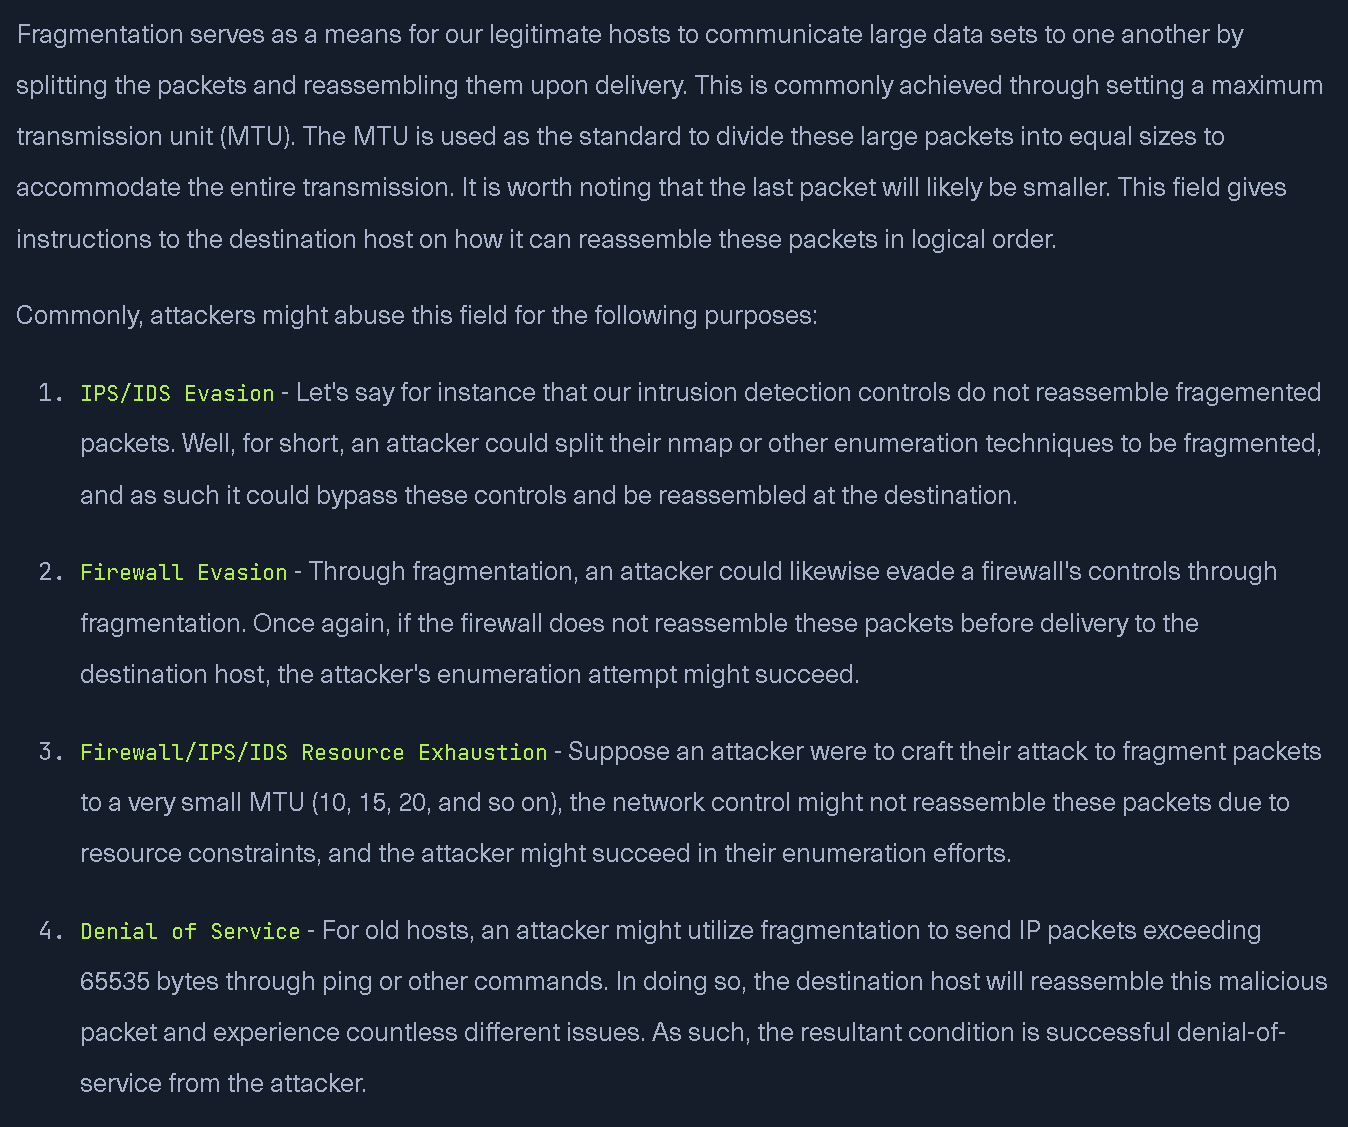 Fragmentation serves as a means for our legitimate hosts to communicate large data sets to one another by
splitting the packets and reassembling them upon delivery. This is commonly achieved through setting a maximum
transmission unit (MTU). The MTU is used as the standard to divide these large packets into equal sizes to
accommodate the entire transmission. It is worth noting that the last packet will likely be smaller. This field gives
instructions to the destination host on how it can reassemble these packets in logical order.
Commonly, attackers might abuse this field for the following purposes:
1. IPS/IDS Evasion - Let's say for instance that our intrusion detection controls do not reassemble fragemented
packets. Well, for short, an attacker could split their nmap or other enumeration techniques to be fragmented,
and as such it could bypass these controls and be reassembled at the destination.
2. Firewall Evasion - Through fragmentation, an attacker could likewise evade a firewall's controls through
fragmentation. Once again, if the firewall does not reassemble these packets before delivery to the
destination host, the attacker's enumeration attempt might succeed.
3. Firewall/IPS/IDS Resource Exhaustion - Suppose an attacker were to craft their attack to fragment packets
to a very small MTU (10, 15, 20, and so on), the network control might not reassemble these packets due to
resource constraints, and the attacker might succeed in their enumeration efforts.
4. Denial of Service - For old hosts, an attacker might utilize fragmentation to send IP packets exceeding
65535 bytes through ping or other commands. In doing so, the destination host will reassemble this malicious
packet and experience countless different issues. As such, the resultant condition is successful denial-of-
service from the attacker.